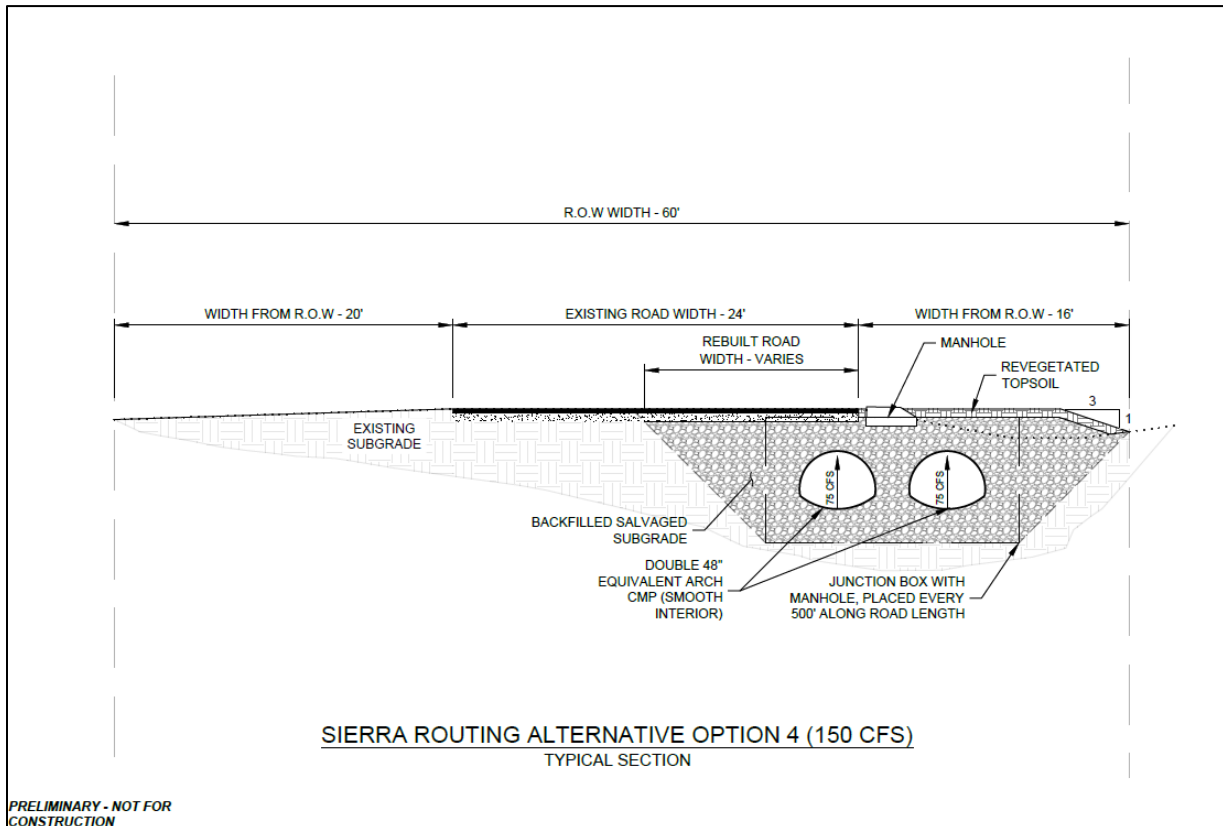 R.O.W WIDTH - 60'
WIDTH FROM R.O.W - 20'
EXISTING ROAD WIDTH - 24'
WIDTH FROM R.O.W - 16'
REBUILT ROAD
WIDTH - VARIES
MANHOLE
REVEGETATED
TOPSOIL
3
1
EXISTING
SUBGRADE
75 CFS
75 CFS
BACKFILLED SALVAGED
SUBGRADE
DOUBLE 48"
EQUIVALENT ARCH
CMP (SMOOTH
INTERIOR)
JUNCTION BOX WITH
MANHOLE, PLACED EVERY
500' ALONG ROAD LENGTH
SIERRA ROUTING ALTERNATIVE OPTION 4 (150 CFS)
TYPICAL SECTION
PRELIMINARY - NOT FOR
CONSTRUCTION